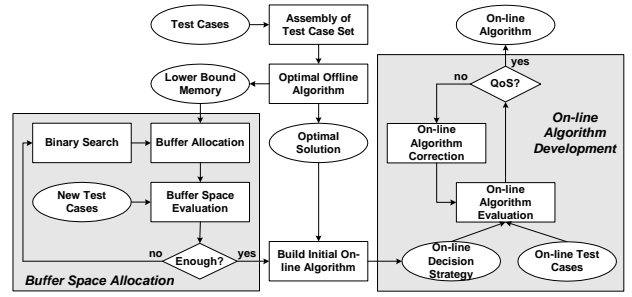 Test Cases
Assembly of
Test Case Set
On-line
Algorithm
Lower Bound
Memory
Optimal Offline
Algorithm
yes
no
QoS?
On-line
Algorithm
Development
Binary Search
Buffer Allocation
Optimal
Solution
On-line
Algorithm
Correction
New Test
Cases
Buffer Space
Evaluation
On-line
Algorithm
Evaluation
no
Enough?
yes
Build Initial On-
line Algorithm
On-line
Decision
Strategy
On-line Test
Cases
Buffer Space Allocation